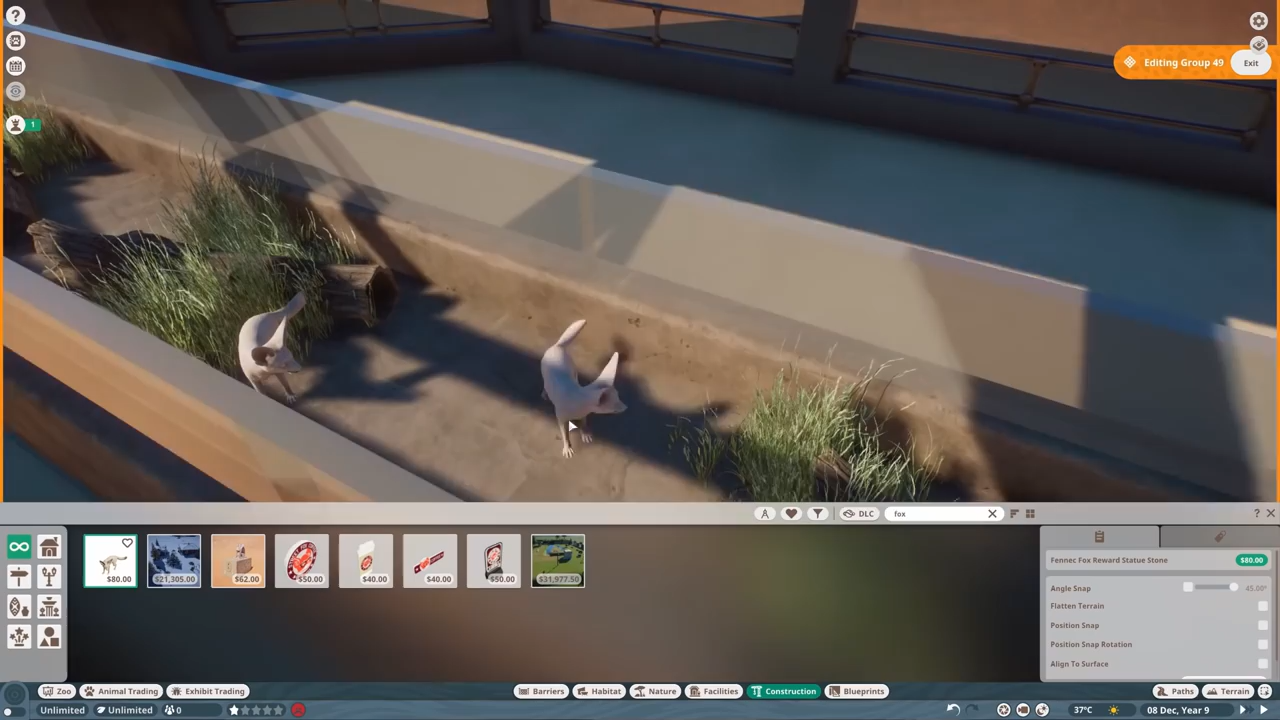 Editing Group 49
Exit
1
DLC
fox
$80.00
$21,305.00
$62.00
$50.00
$40.00
$40.00
$50.00
$31,977.50
Fennec Fox Reward Statue Stone
$80.00
Angle Snap
45.00°
Flatten Terrain
Position Snap
Position Snap Rotation
Align To Surface
Zoo
Animal Trading
Exhibit Trading
Barriers
Habitat
Nature
Facilities
Construction
Blueprints
Paths
Terrain
Unlimited
Unlimited
0
37°C
08 Dec, Year 9